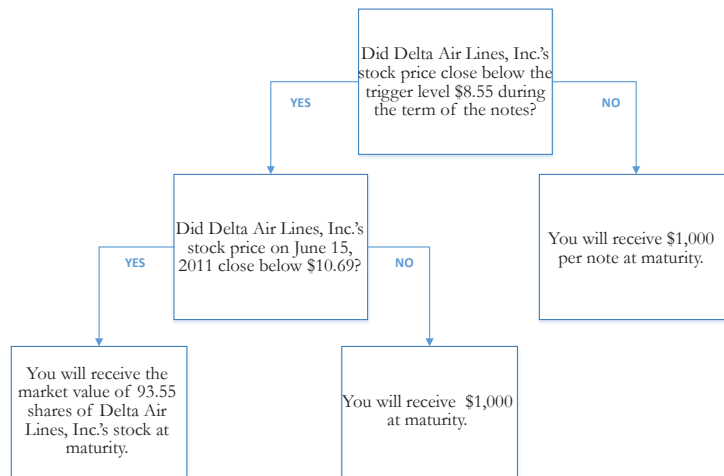 Did Delta Air Lines, Inc.'s
stock price close below the
trigger level $8.55 during
the term of the notes?
YES
NO
Did Delta Air Lines, Inc.'s
stock price on June 15,
2011 close below $10.69?
You will receive $1,000
per note at maturity.
YES
NO
You will receive the
market value of 93.55
shares of Delta Air
Lines, Inc.'s stock at
maturity.
You will receive $1,000
at maturity.